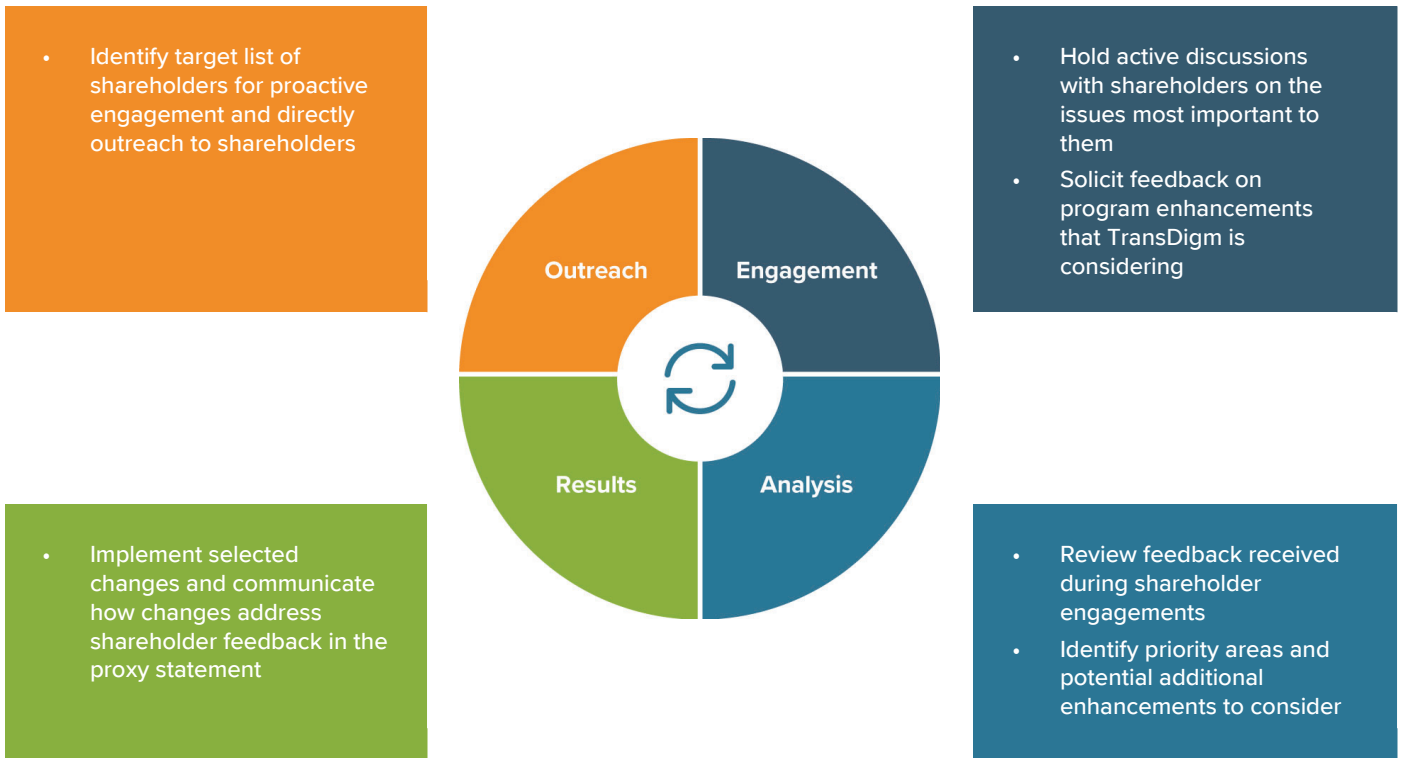 • Identify target list of
shareholders for proactive
engagement and directly
outreach to shareholders
• Hold active discussions
with shareholders on the
issues most important to
them
• Solicit feedback on
program enhancements
that TransDigm is
considering
Outreach
Engagement
Results
Analysis
• Implement selected
changes and communicate
how changes address
shareholder feedback in the
proxy statement
• Review feedback received
during shareholder
engagements
• Identify priority areas and
potential additional
enhancements to consider